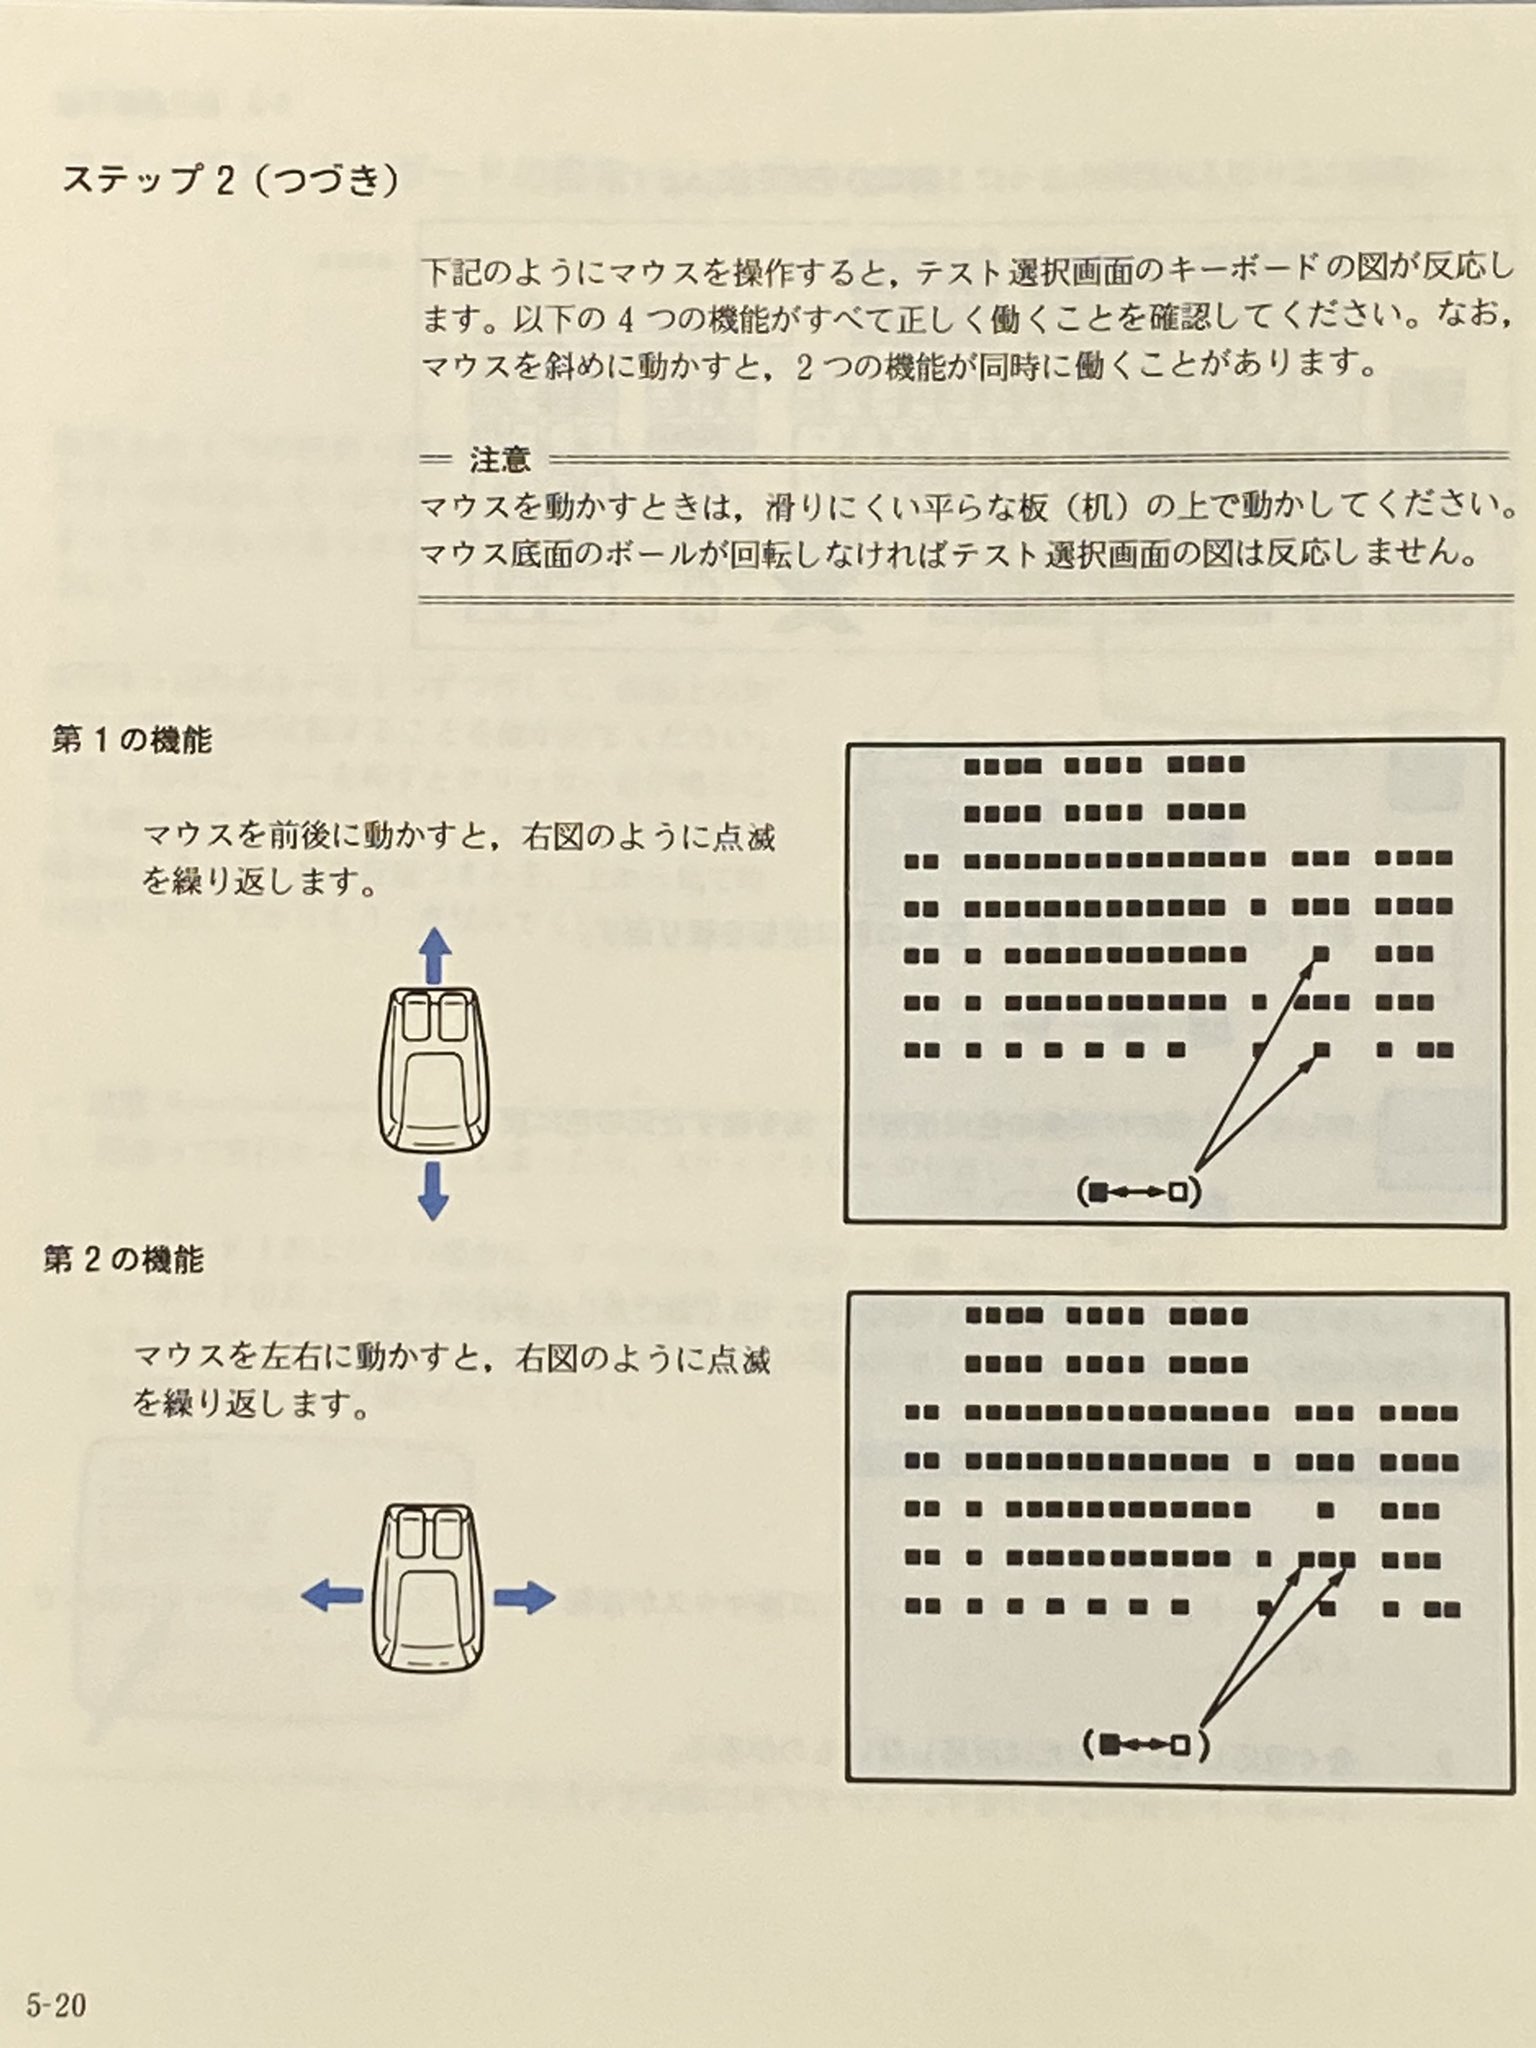 ステップ2（つづき）
下記のようにマウスを操作すると，テスト選択画面のキーボードの図が反応し
ます。以下の4つの機能がすべて正しく働くことを確認してください。なお，
マウスを斜めに動かすと，2つの機能が同時に働くことがあります。
注意
マウスを動かすときは，滑りにくい平らな板（机）の上で動かしてください。
マウス底面のボールが回転しなければテスト選択画面の図は反応しません。
第1の機能
マウスを前後に動かすと，右図のように点滅
を繰り返します。
(■↔□)
第2の機能
マウスを左右に動かすと，右図のように点滅
を繰り返します。
(■↔□)
5-20